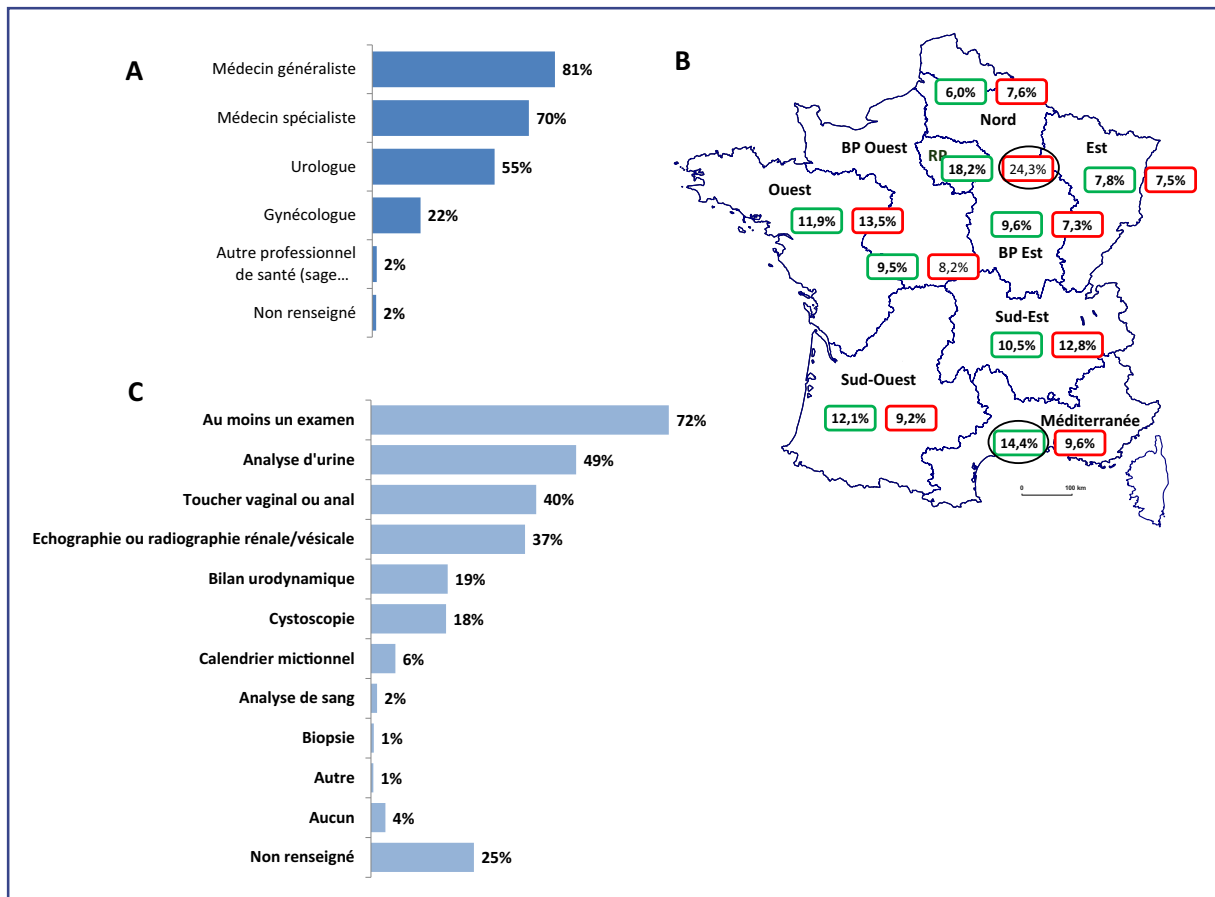 A
Médecin généraliste
81%
Médecin spécialiste
70%
Urologue
55%
Gynécologue
22%
Autre professionnel
de santé (sage...
2%
Non renseigné
2%
B
6,0%
7,6%
Nord
BP Ouest
RP
18,2%
24,3%
Est
7,8%
7,5%
Ouest
11,9%
13,5%
9,6%
7,3%
BP Est
9,5%
8,2%
Sud-Est
10,5%
12,8%
Sud-Ouest
12,1%
9,2%
Méditerranée
14,4%
9,6%
0 100 km
C
Au moins un examen
72%
Analyse d'urine
49%
Toucher vaginal ou anal
40%
Echographie ou radiographie rénale/vésicale
37%
Bilan urodynamique
19%
Cystoscopie
18%
Calendrier mictionnel
6%
Analyse de sang
2%
Biopsie
1%
Autre
1%
Aucun
4%
Non renseigné
25%